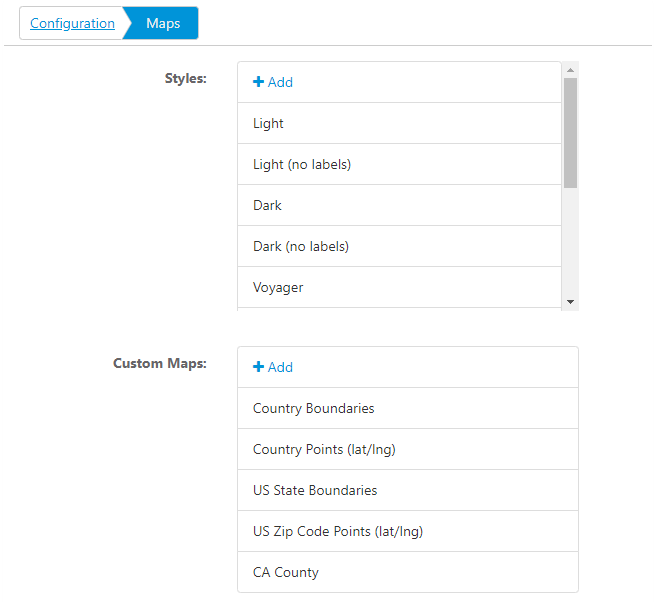 Configuration Maps
Styles:
+ Add
Light
Light (no labels)
Dark
Dark (no labels)
Voyager
Custom Maps:
+ Add
Country Boundaries
Country Points (lat/lng)
US State Boundaries
US Zip Code Points (lat/lng)
CA County